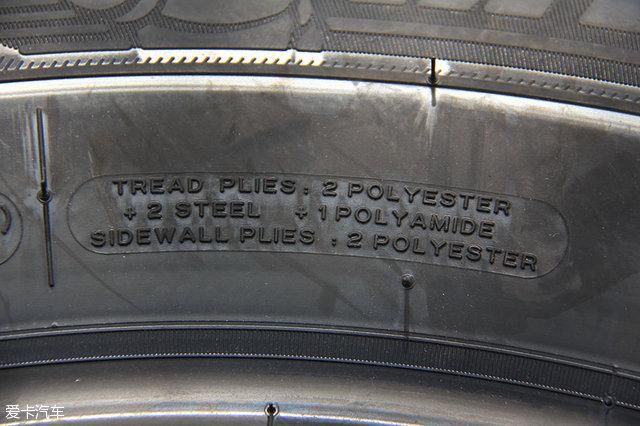 TREAD PLIES : 2 POLYESTER
+ 2 STEEL + 1 POLYAMIDE
SIDEWALL PLIES : 2 POLYESTER
爱卡汽车